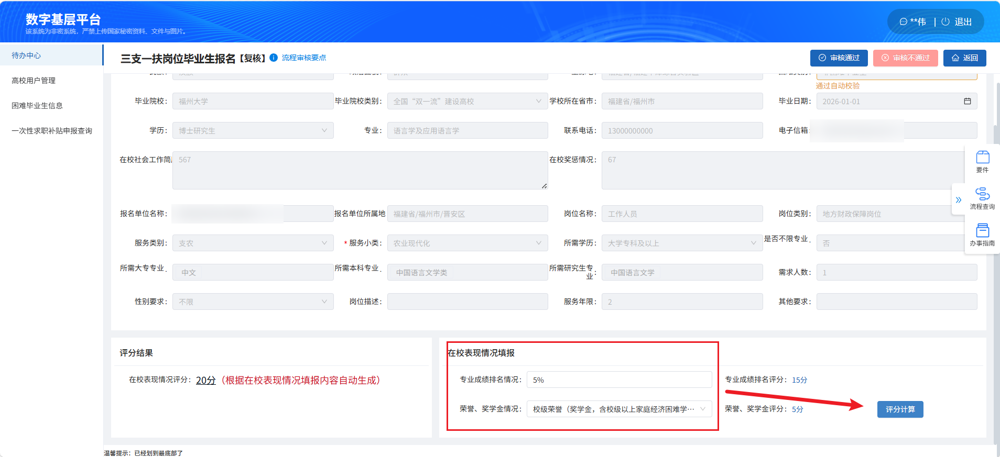 数字基层平台
该系统为非密系统，严禁上传国家秘密资料、文件与图片。
**伟 | 退出
待办中心
高校用户管理
困难毕业生信息
一次性求职补贴申报查询
三支一扶岗位毕业生报名【复核】 流程审核要点
审核通过 审核不通过 返回
通过自动校验
毕业院校： 福州大学 毕业院校类别： 全国“双一流”建设高校 学校所在省市： 福建省/福州市 毕业日期： 2026-01-01
学历： 博士研究生 专业： 语言学及应用语言学 联系电话： 13000000000 电子信箱：
在校社会工作简 567 在校奖惩情况： 67
报名单位名称： 报名单位所属地 福建省/福州市/晋安区 岗位名称： 工作人员 岗位类别： 地方财政保障岗位
服务类别： 支农 *服务小类： 农业现代化 所需学历： 大学专科及以上 是否不限专业 否
所需大专专业 中文 所需本科专业 中国语言文学类 所需研究生专业： 中国语言文学 需求人数： 1
性别要求： 不限 岗位描述： 服务年限： 2 其他要求：
要件
流程查询
办事指南
评分结果
在校表现情况评分：20分（根据在校表现情况填报内容自动生成）
在校表现情况填报
专业成绩排名情况： 5% 专业成绩排名评分：15分
荣誉、奖学金情况： 校级荣誉（奖学金，含校级以上家庭经济困难学… 荣誉、奖学金评分：5分 评分计算
温馨提示：已经划到最底部了